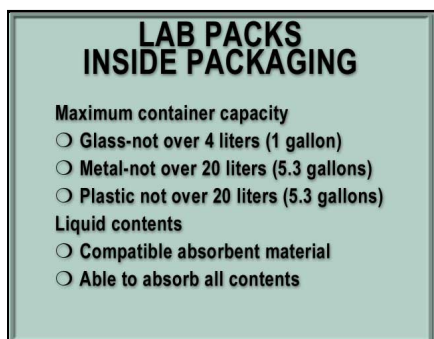 LAB PACKS
INSIDE PACKAGING
Maximum container capacity
❍ Glass-not over 4 liters (1 gallon)
❍ Metal-not over 20 liters (5.3 gallons)
❍ Plastic not over 20 liters (5.3 gallons)
Liquid contents
❍ Compatible absorbent material
❍ Able to absorb all contents